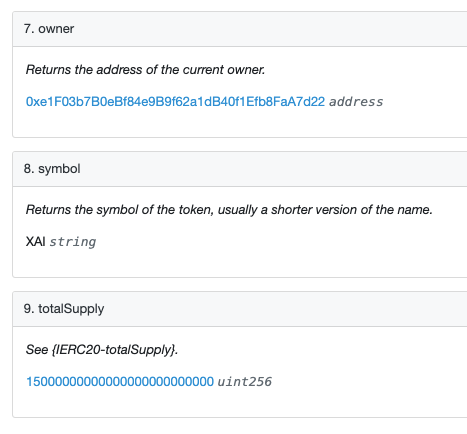 7. owner
Returns the address of the current owner.
0xe1F03b7B0eBf84e9B9f62a1dB40f1Efb8FaA7d22 address
8. symbol
Returns the symbol of the token, usually a shorter version of the name.
XAI string
9. totalSupply
See {IERC20-totalSupply}.
15000000000000000000000000 uint256